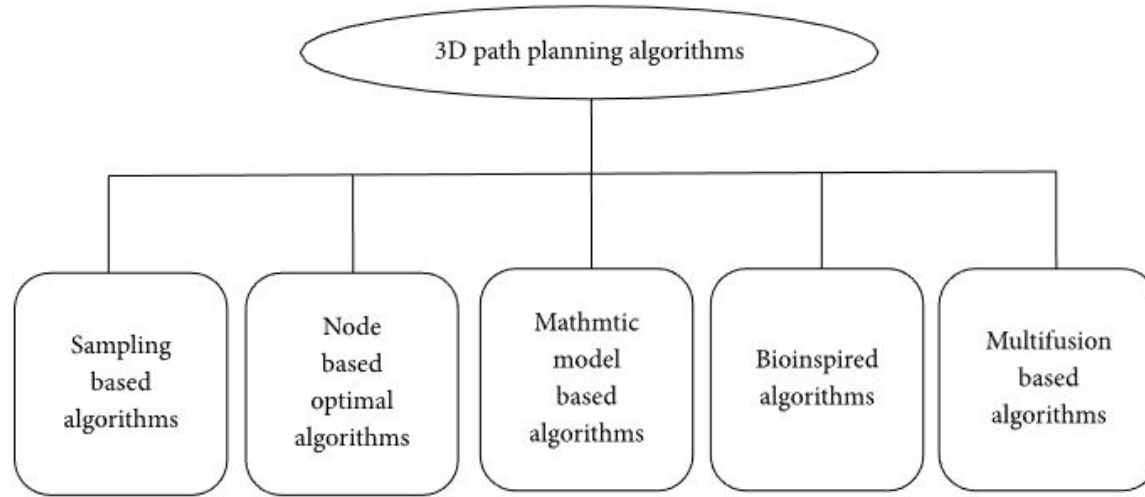 3D path planning algorithms
Sampling
based
algorithms
Node
based
optimal
algorithms
Mathmtic
model
based
algorithms
Bioinspired
algorithms
Multifusion
based
algorithms